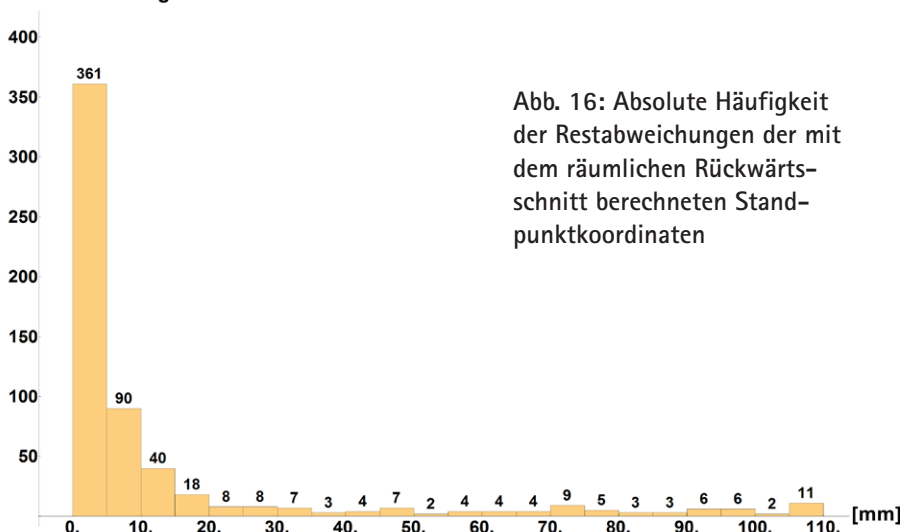 400
361
350
Abb. 16: Absolute Häufigkeit
der Restabweichungen der mit
dem räumlichen Rückwärts-
schnitt berechneten Stand-
punktkoordinaten
300
250
200
150
100
90
50
40
18
8 8 7 3 4 7 2 4 4 4 9 5 3 3 6 6 2 11
0. 10. 20. 30. 40. 50. 60. 70. 80. 90. 100. 110. [mm]